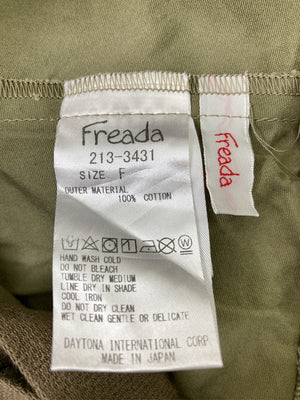 Freada
213-3431
SIZE F
OUTER MATERIAL
100% COTTON
HAND WASH COLD
DO NOT BLEACH
TUMBLE DRY MEDIUM
LINE DRY IN SHADE
COOL IRON
DO NOT DRY CLEAN
WET CLEAN GENTLE OR DELICATE
DAYTONA INTERNATIONAL CORP.
MADE IN JAPAN
Freada